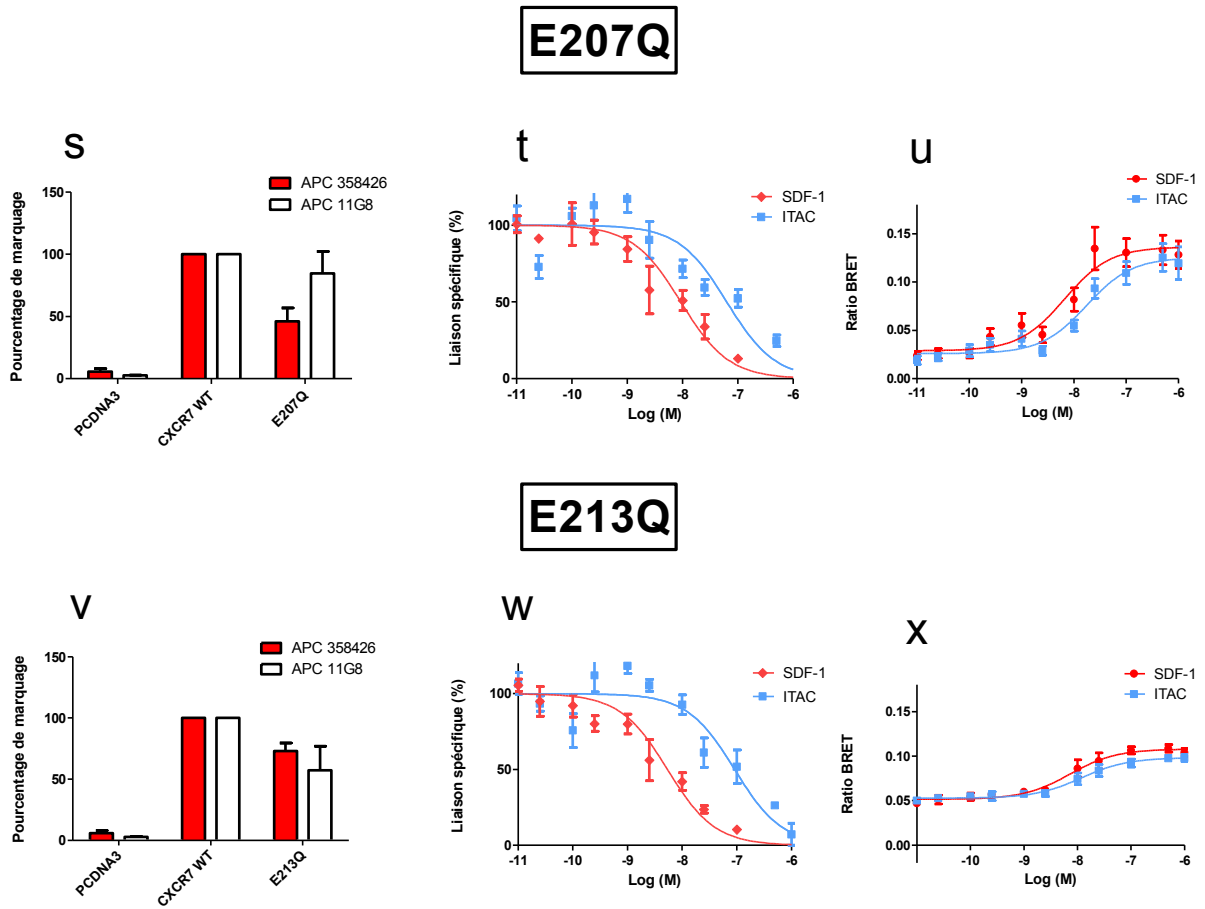 E207Q
s
APC 358426
APC 11G8
Pourcentage de marquage
150
100
50
0
PCDNA3
CXCR7 WT
E207Q
t
SDF-1
ITAC
Liaison spécifique (%)
100
50
0
-11 -10 -9 -8 -7 -6
Log (M)
u
SDF-1
ITAC
Ratio BRET
0.15
0.10
0.05
0.00
-11 -10 -9 -8 -7 -6
Log (M)
E213Q
v
APC 358426
APC 11G8
Pourcentage de marquage
150
100
50
0
PCDNA3
CXCR7 WT
E213Q
w
SDF-1
ITAC
Liaison spécifique (%)
100
50
0
-11 -10 -9 -8 -7 -6
Log (M)
x
SDF-1
ITAC
Ratio BRET
0.15
0.10
0.05
0.00
-10 -9 -8 -7 -6
Log (M)